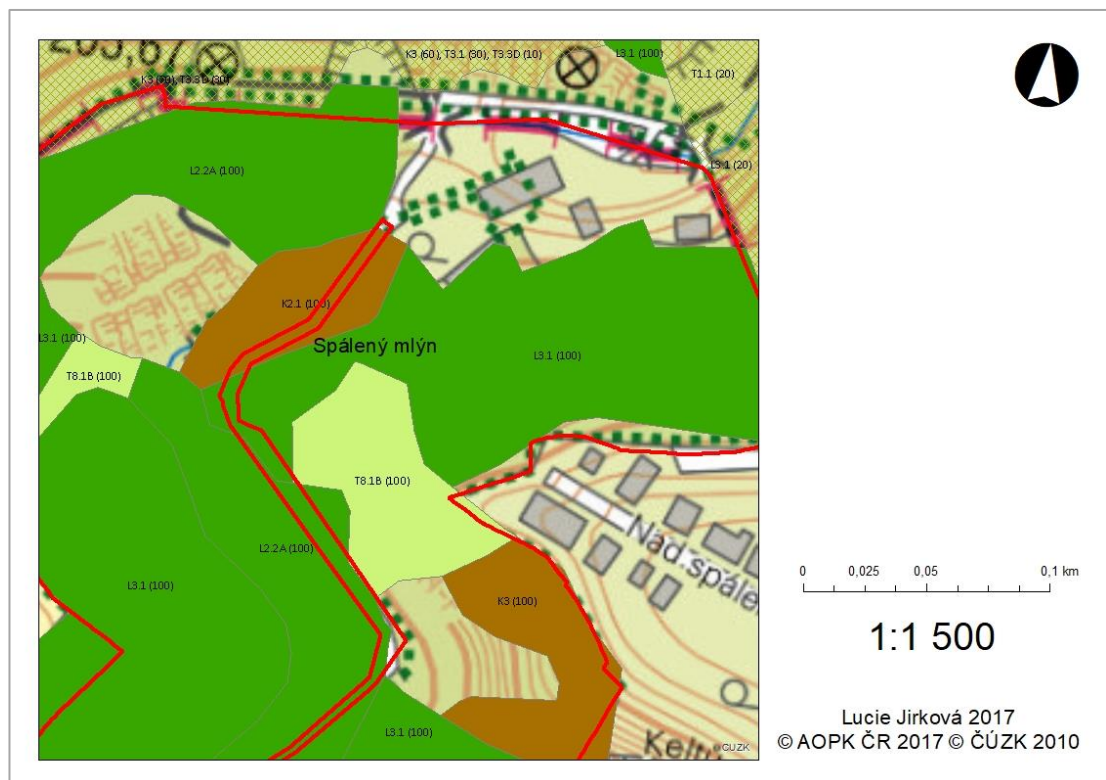 K3 (60), T3.1 (30), T3.3D (10)
L3.1 (100)
T1.1 (20)
L3.1 (20)
L2.2A (100)
K2.1 (100)
Spálený mlýn
L3.1 (100)
L3.1 (100)
T8.1B (100)
T8.1B (100)
L2.2A (100)
L3.1 (100)
K3 (100)
L3.1 (100)
Nad.spále
Keltů
©ČÚZK
0 0,025 0,05 0,1 km
1:1 500
Lucie Jirková 2017
© AOPK ČR 2017 © ČÚZK 2010